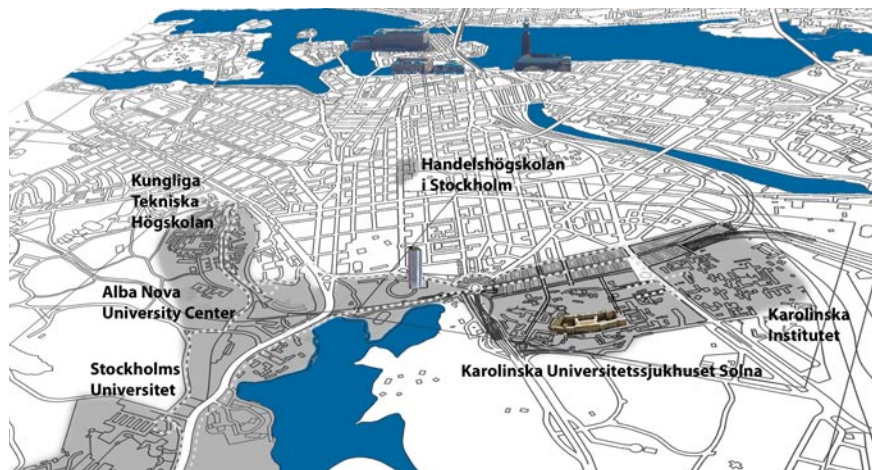 Handelshögskolan
i Stockholm
Kungliga
Tekniska
Högskolan
Alba Nova
University Center
Karolinska
Institutet
Stockholms
Universitet
Karolinska Universitetssjukhuset Solna